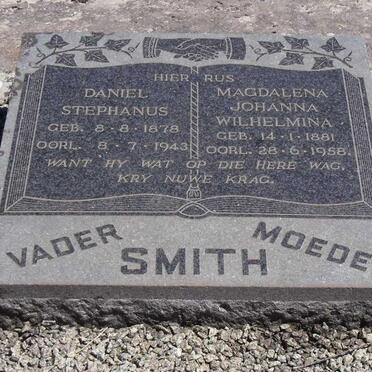 HIER RUS
DANIEL
STEPHANUS
GEB. 8-8-1878
OORL. 8-7-1943
MAGDALENA
JOHANNA
WILHELMINA
GEB. 14-1-1881
OORL. 28-6-1958.
WANT HY WAT OP DIE HERE WAG,
KRY NUWE KRAG.
VADER
MOEDE
SMITH